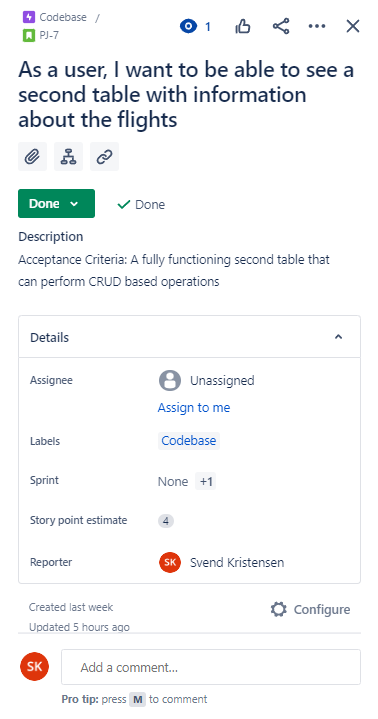 Codebase /
PJ-7
1
As a user, I want to be able to see a
second table with information
about the flights
Done
Done
Description
Acceptance Criteria: A fully functioning second table that
can perform CRUD based operations
Details
Assignee
Unassigned
Assign to me
Labels
Codebase
Sprint
None +1
Story point estimate
4
Reporter
SK Svend Kristensen
Created last week
Configure
Updated 5 hours ago
SK
Add a comment...
Pro tip: press M to comment